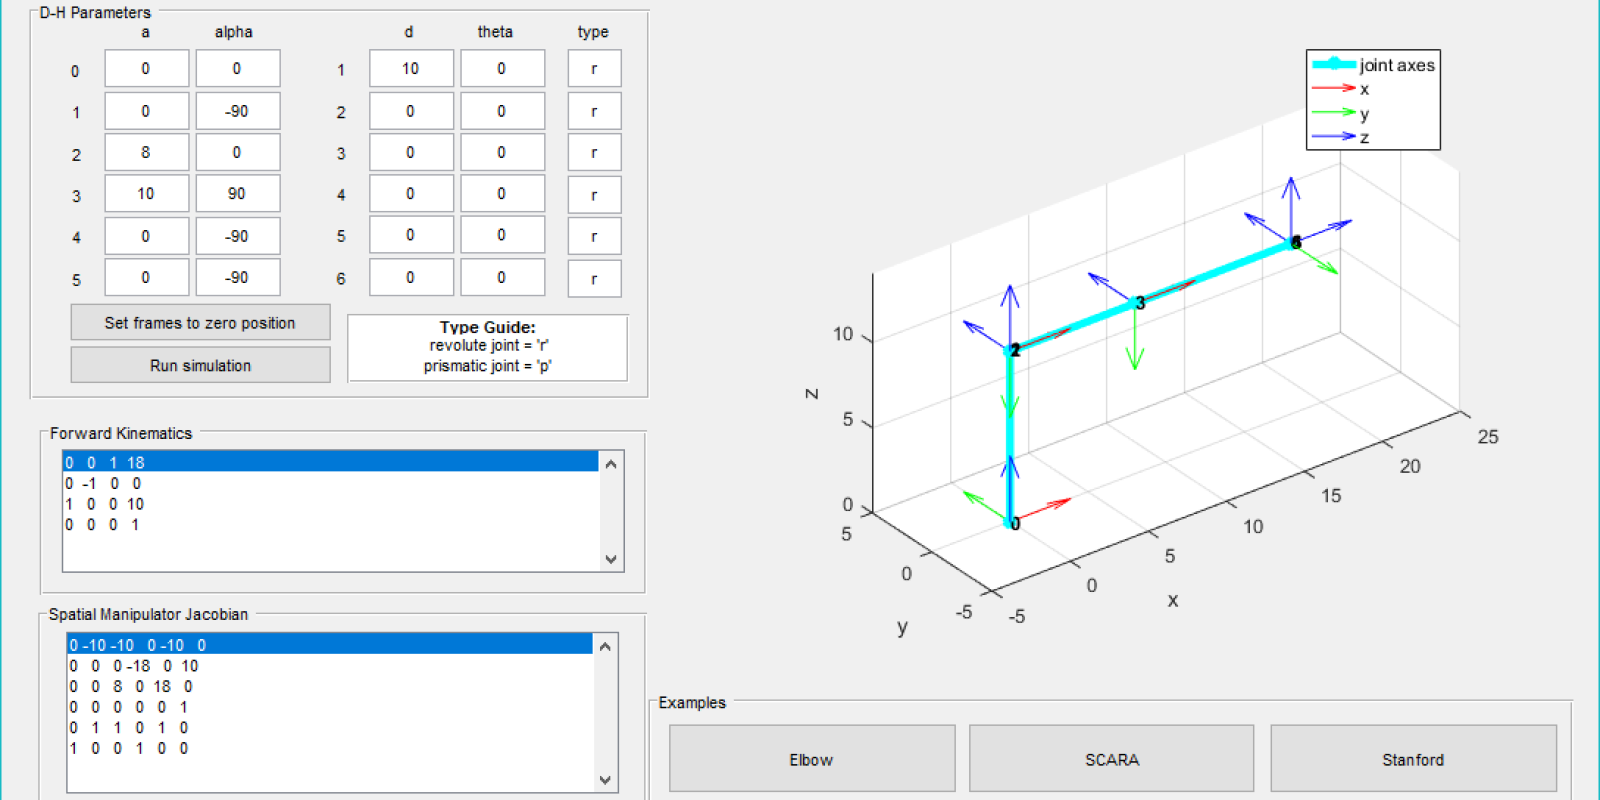 D-H Parameters
a alpha d theta type
0 0 0 1 10 0 r
1 0 -90 2 0 0 r
2 8 0 3 0 0 r
3 10 90 4 0 0 r
4 0 -90 5 0 0 r
5 0 -90 6 0 0 r
Set frames to zero position
Run simulation
Type Guide:
revolute joint = 'r'
prismatic joint = 'p'
Forward Kinematics
0 0 1 18
0 -1 0 0
1 0 0 10
0 0 0 1
Spatial Manipulator Jacobian
0 -10 -10 0 -10 0
0 0 0 -18 0 10
0 0 8 0 18 0
0 0 0 0 0 1
0 1 1 0 1 0
1 0 0 1 0 0
joint axes
x
y
z
3
0
z
10
5
0
5
0
-5
y
-5
0
5
10
15
20
25
x
Examples
Elbow
SCARA
Stanford